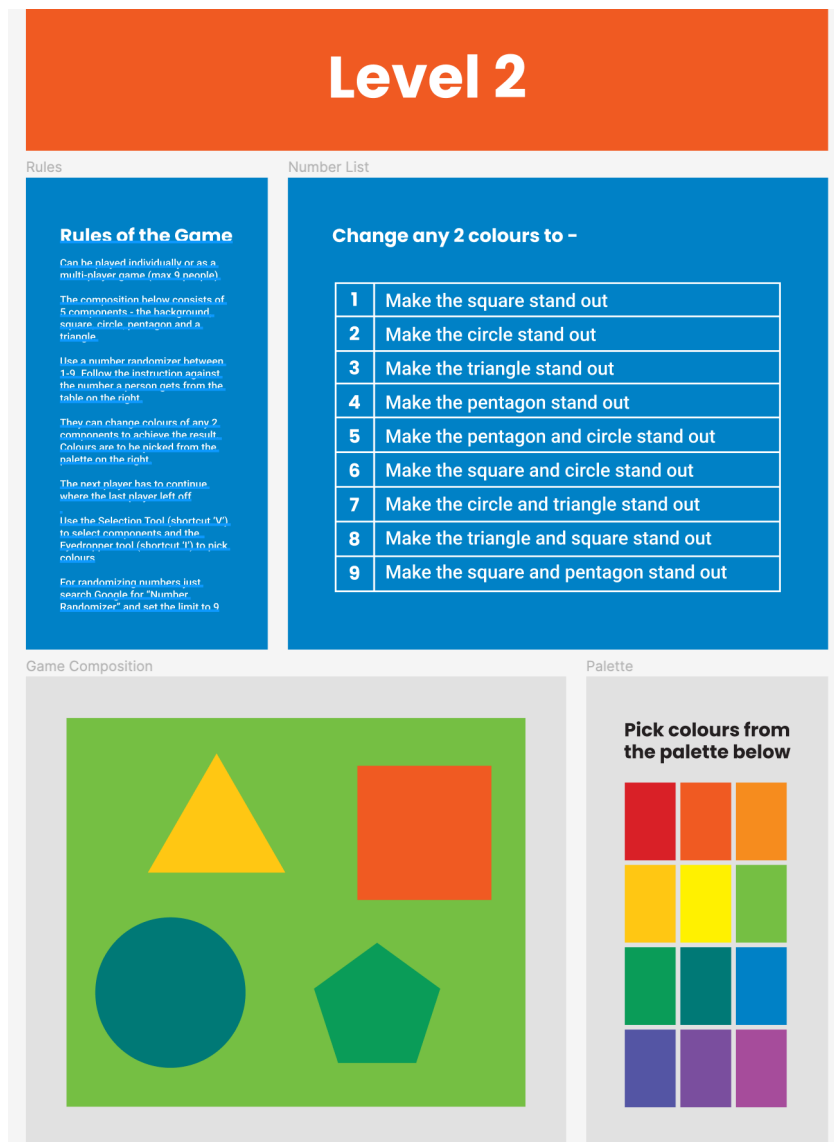 Level 2
Rules
Number List
Rules of the Game
Can be played individually or as a
multi-player game (max 9 people)
The composition below consists of
5 components - the background
square, circle, pentagon and a
triangle
Use a number randomizer between
1-9. Follow the instruction against
the number a person gets from the
table on the right
They can change colours of any 2
components to achieve the result
Colours are to be picked from the
palette on the right
The next player has to continue
where the last player left off
Use the Selection Tool (shortcut 'V')
to select components and the
Eyedropper tool (shortcut 'I') to pick
colours
For randomizing numbers just
search Google for "Number
Randomizer" and set the limit to 9
Change any 2 colours to -
1 Make the square stand out
2 Make the circle stand out
3 Make the triangle stand out
4 Make the pentagon stand out
5 Make the pentagon and circle stand out
6 Make the square and circle stand out
7 Make the circle and triangle stand out
8 Make the triangle and square stand out
9 Make the square and pentagon stand out
Game Composition
Palette
Pick colours from
the palette below